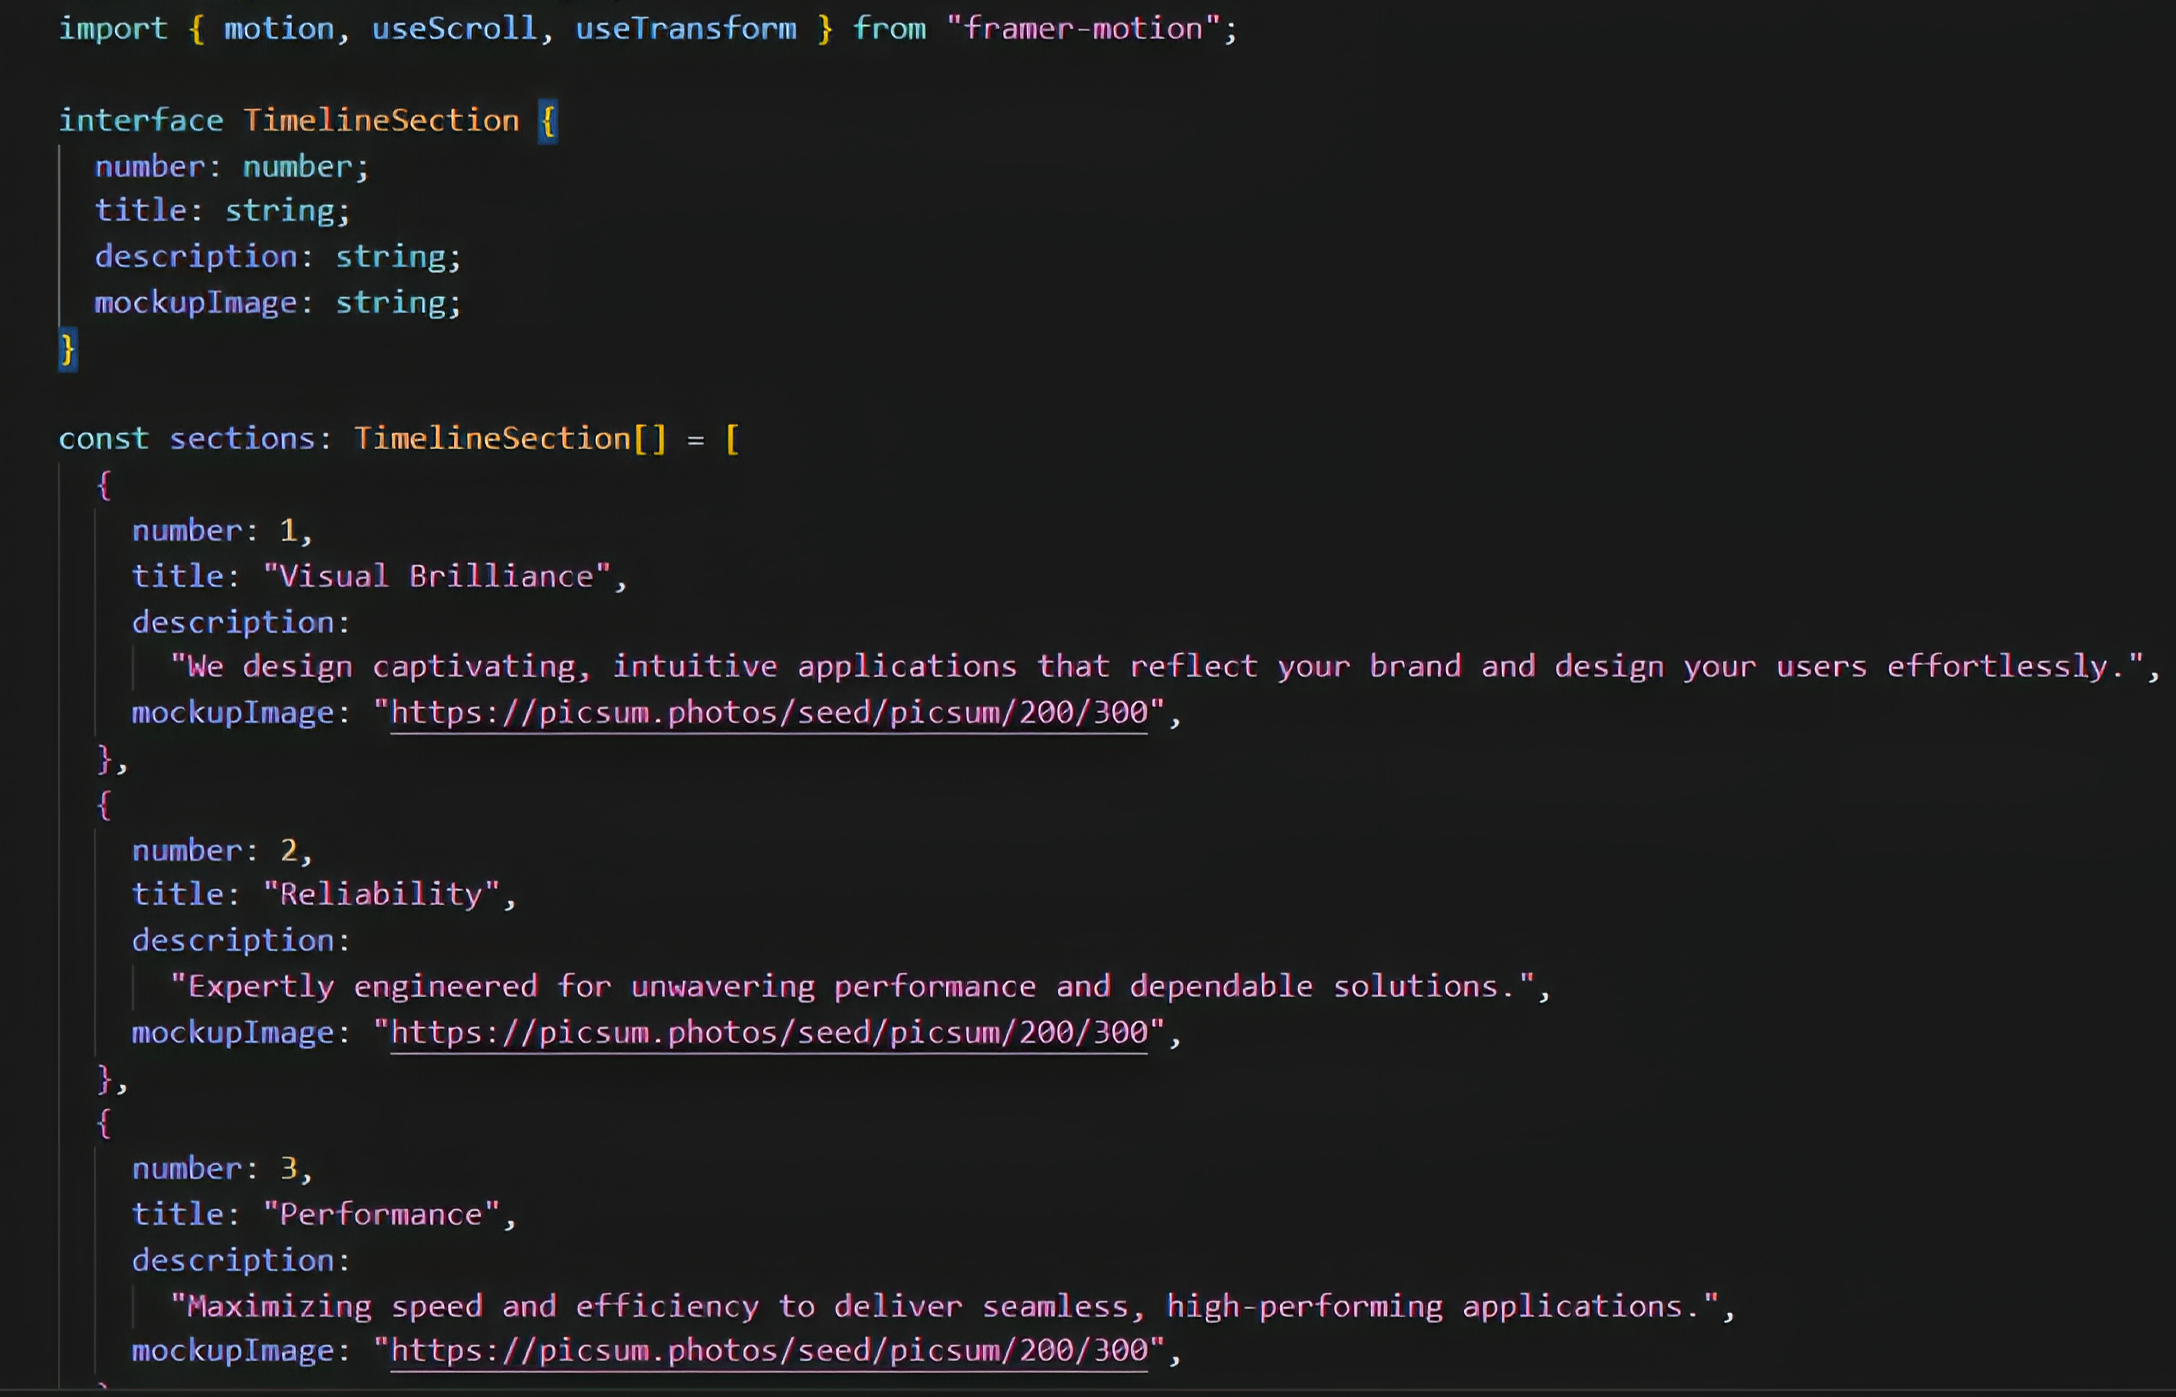 import { motion, useScroll, useTransform } from "framer-motion";
interface TimelineSection {
number: number;
title: string;
description: string;
mockupImage: string;
}
const sections: TimelineSection[] = [
{
number: 1,
title: "Visual Brilliance",
description:
"We design captivating, intuitive applications that reflect your brand and design your users effortlessly.",
mockupImage: "https://picsum.photos/seed/picsum/200/300",
},
{
number: 2,
title: "Reliability",
description:
"Expertly engineered for unwavering performance and dependable solutions.",
mockupImage: "https://picsum.photos/seed/picsum/200/300",
},
{
number: 3,
title: "Performance",
description:
"Maximizing speed and efficiency to deliver seamless, high-performing applications.",
mockupImage: "https://picsum.photos/seed/picsum/200/300",